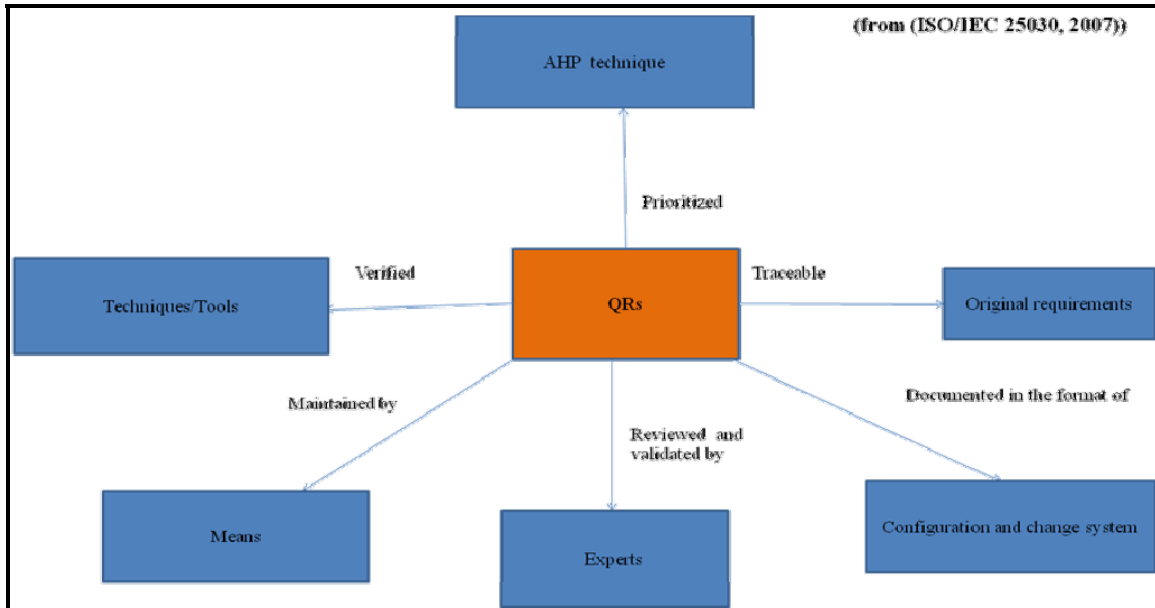 (from (ISO/IEC 25030, 2007))
AHP technique
Prioritized
Verified
Traceable
Techniques/Tools
QRs
Original requirements
Maintained by
Documented in the format of
Reviewed and
validated by
Means
Experts
Configuration and change system